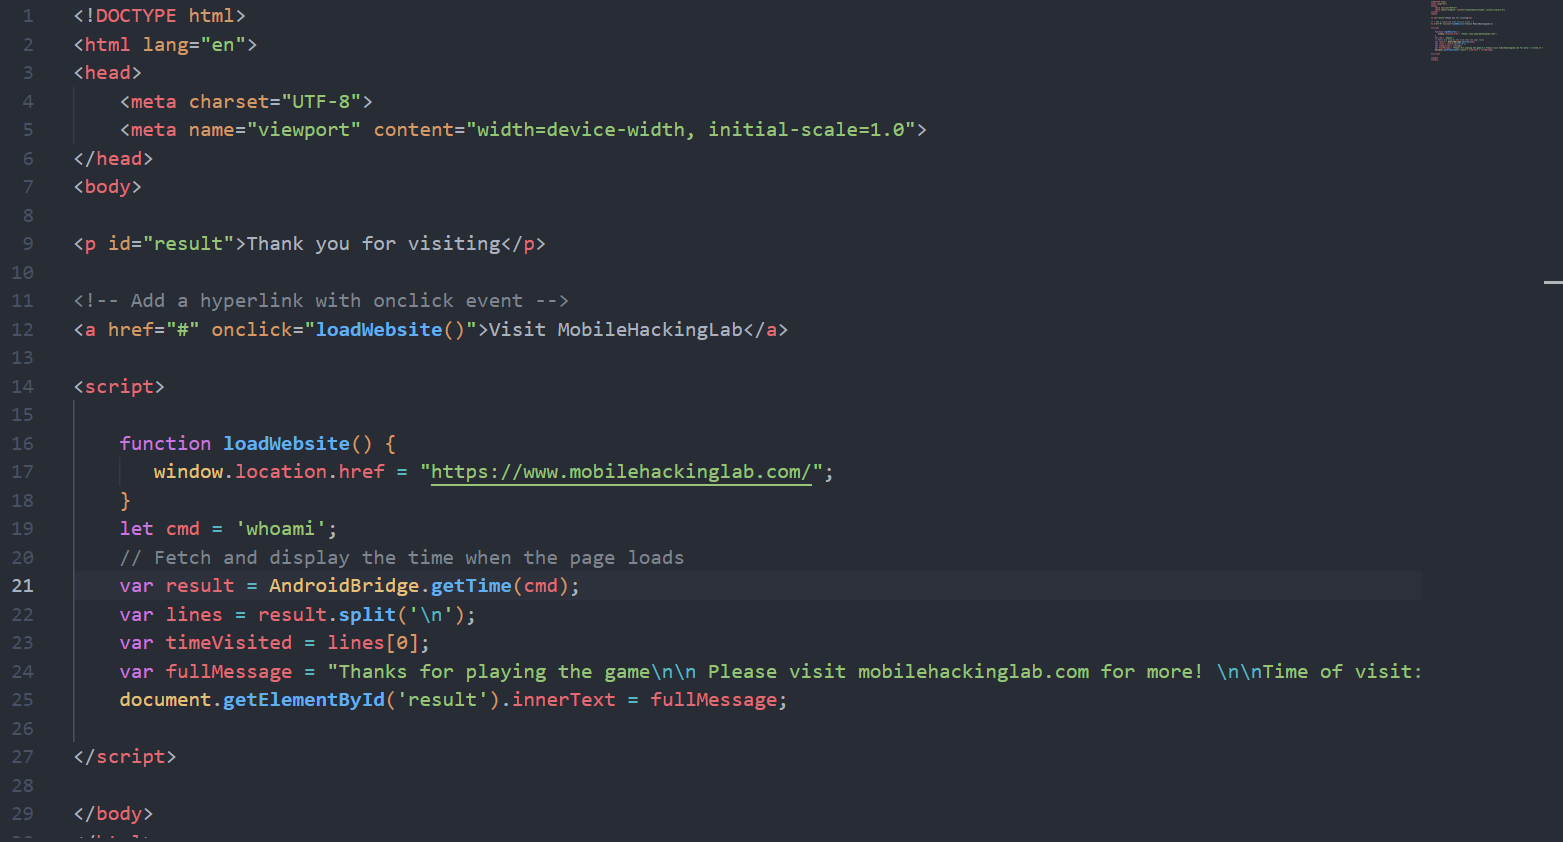 1 <!DOCTYPE html>
2 <html lang="en">
3 <head>
4     <meta charset="UTF-8">
5     <meta name="viewport" content="width=device-width, initial-scale=1.0">
6 </head>
7 <body>
8
9 <p id="result">Thank you for visiting</p>
10
11 <!-- Add a hyperlink with onclick event -->
12 <a href="#" onclick="loadWebsite()">Visit MobileHackingLab</a>
13
14 <script>
15
16     function loadWebsite() {
17        window.location.href = "https://www.mobilehackinglab.com/";
18     }
19     let cmd = 'whoami';
20     // Fetch and display the time when the page loads
21     var result = AndroidBridge.getTime(cmd);
22     var lines = result.split('\n');
23     var timeVisited = lines[0];
24     var fullMessage = "Thanks for playing the game\n\n Please visit mobilehackinglab.com for more! \n\nTime of visit:
25     document.getElementById('result').innerText = fullMessage;
26
27 </script>
28
29 </body>